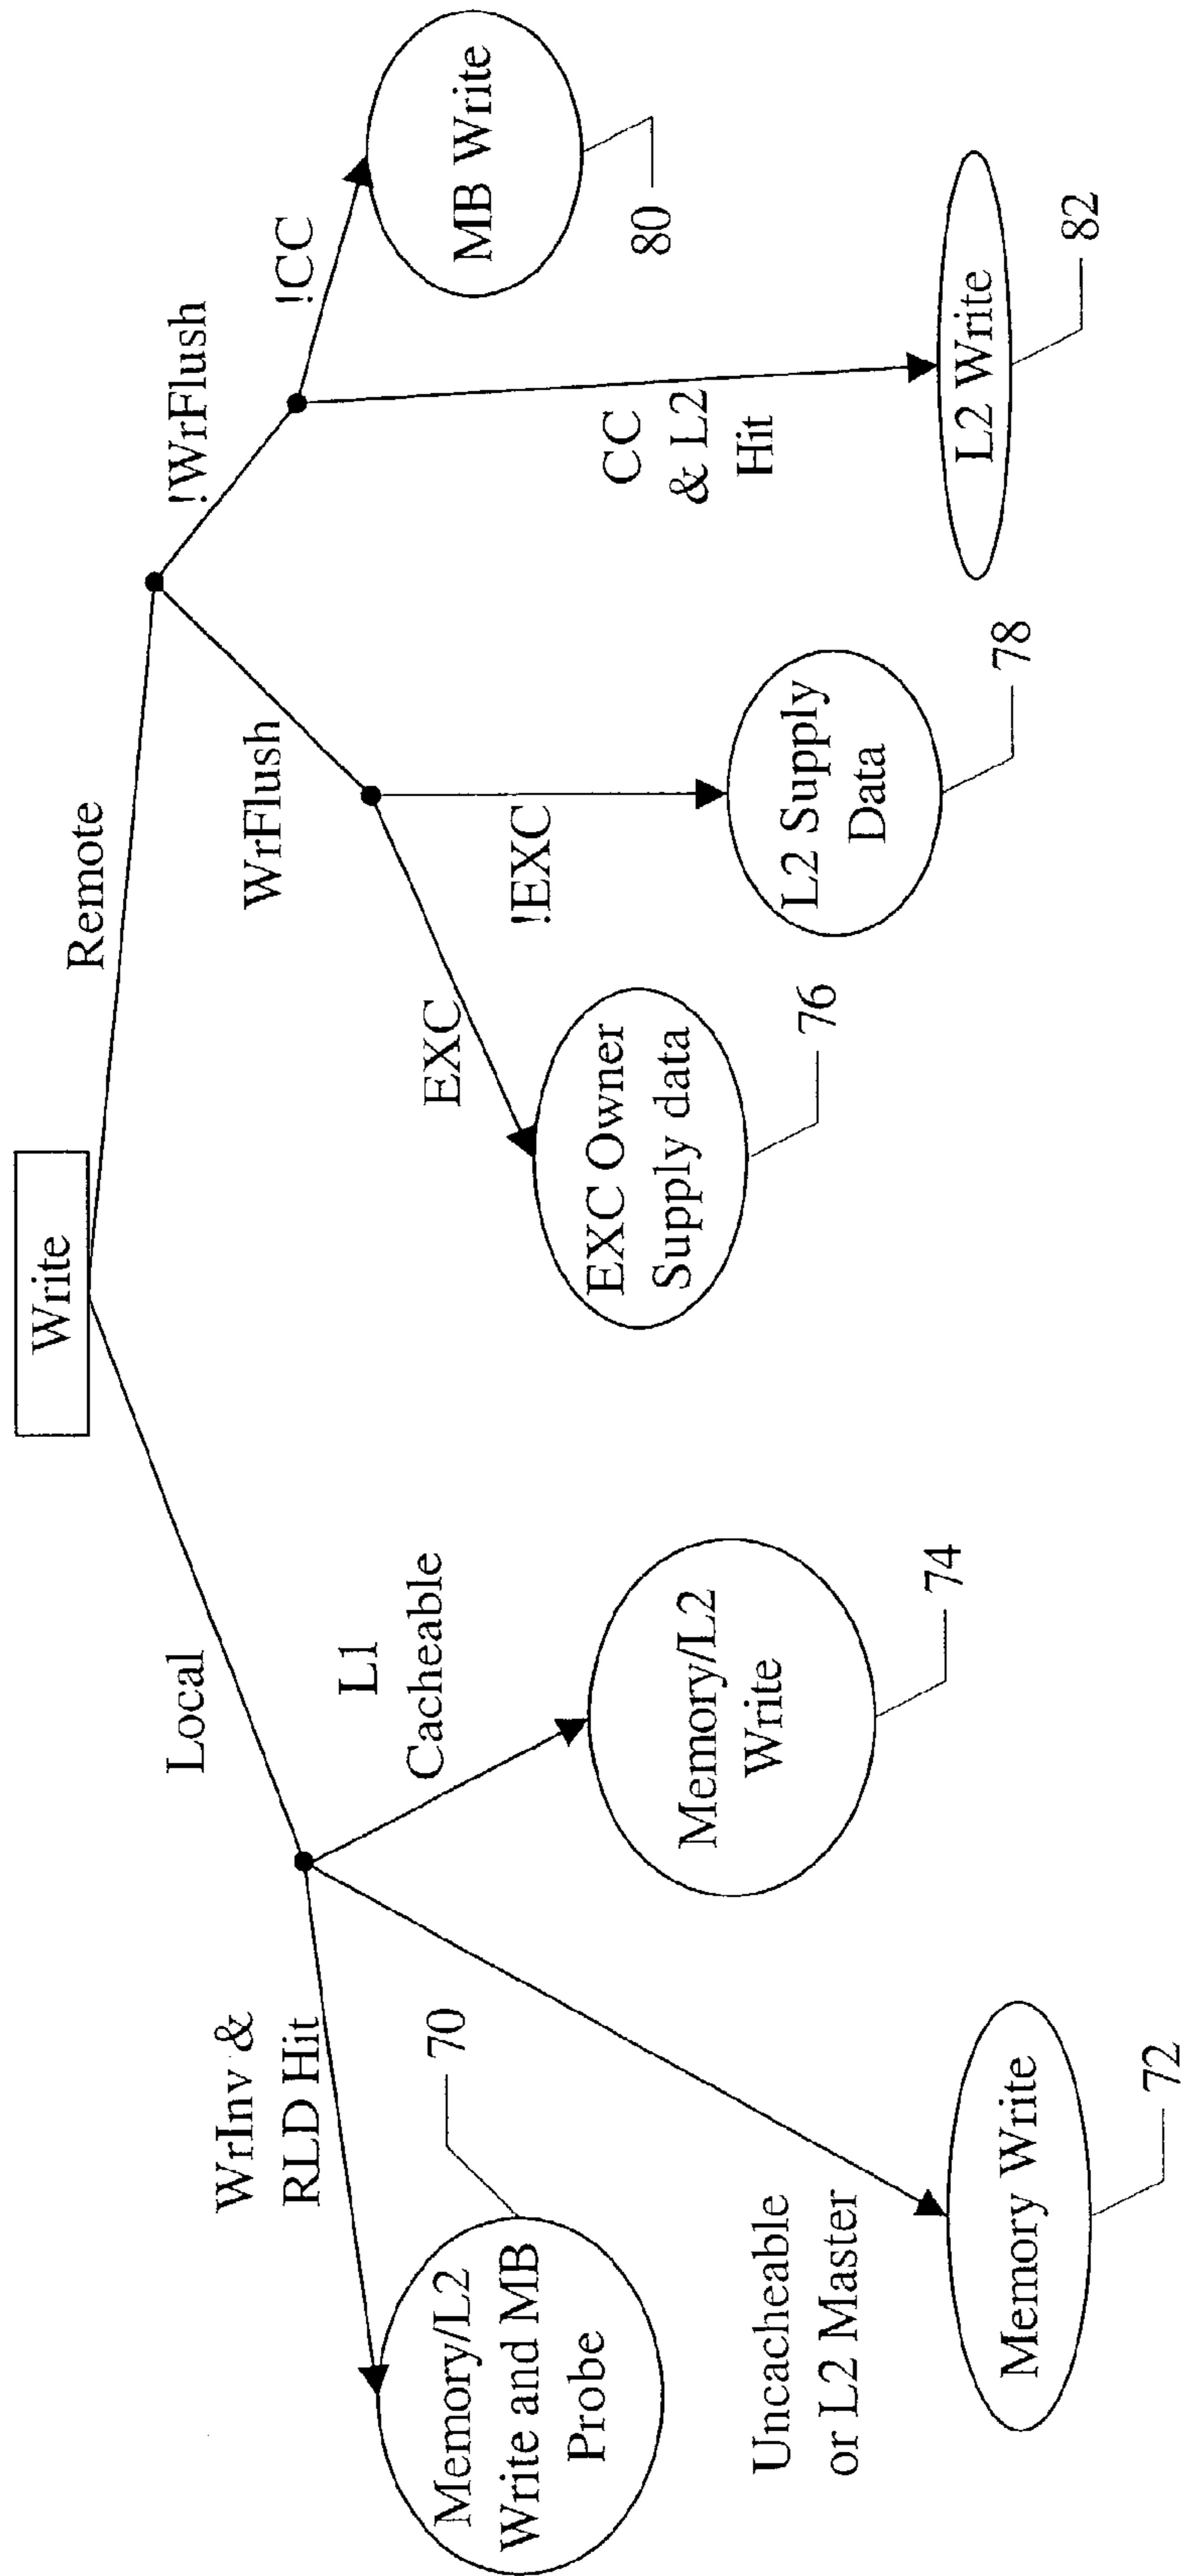 Write
Local
Remote
WrInv &
RLD Hit
Memory/L2
Write and MB
Probe
70
Uncacheable
or L2 Master
Memory Write
72
L1
Cacheable
Memory/L2
Write
74
WrFlush
EXC
EXC Owner
Supply data
76
!EXC
L2 Supply
Data
78
!WrFlush
!CC
MB Write
80
CC
& L2
Hit
L2 Write
82